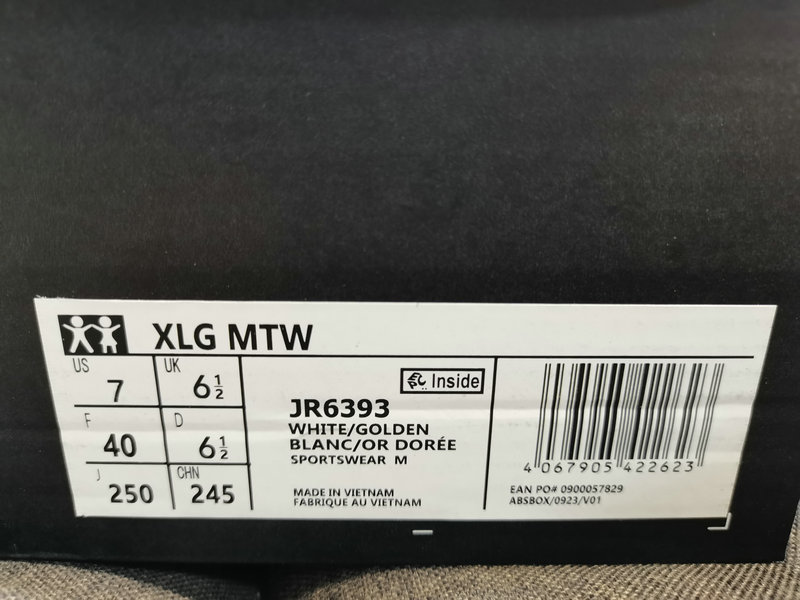 XLG MTW
US 7 UK 6½
F 40 D 6½
J 250 CHN 245
Inside
JR6393
WHITE/GOLDEN
BLANC/OR DORÉE
SPORTSWEAR M
MADE IN VIETNAM
FABRIQUE AU VIETNAM
4 067905 422623
EAN PO# 0900057829
ABSBOX/0923/V01